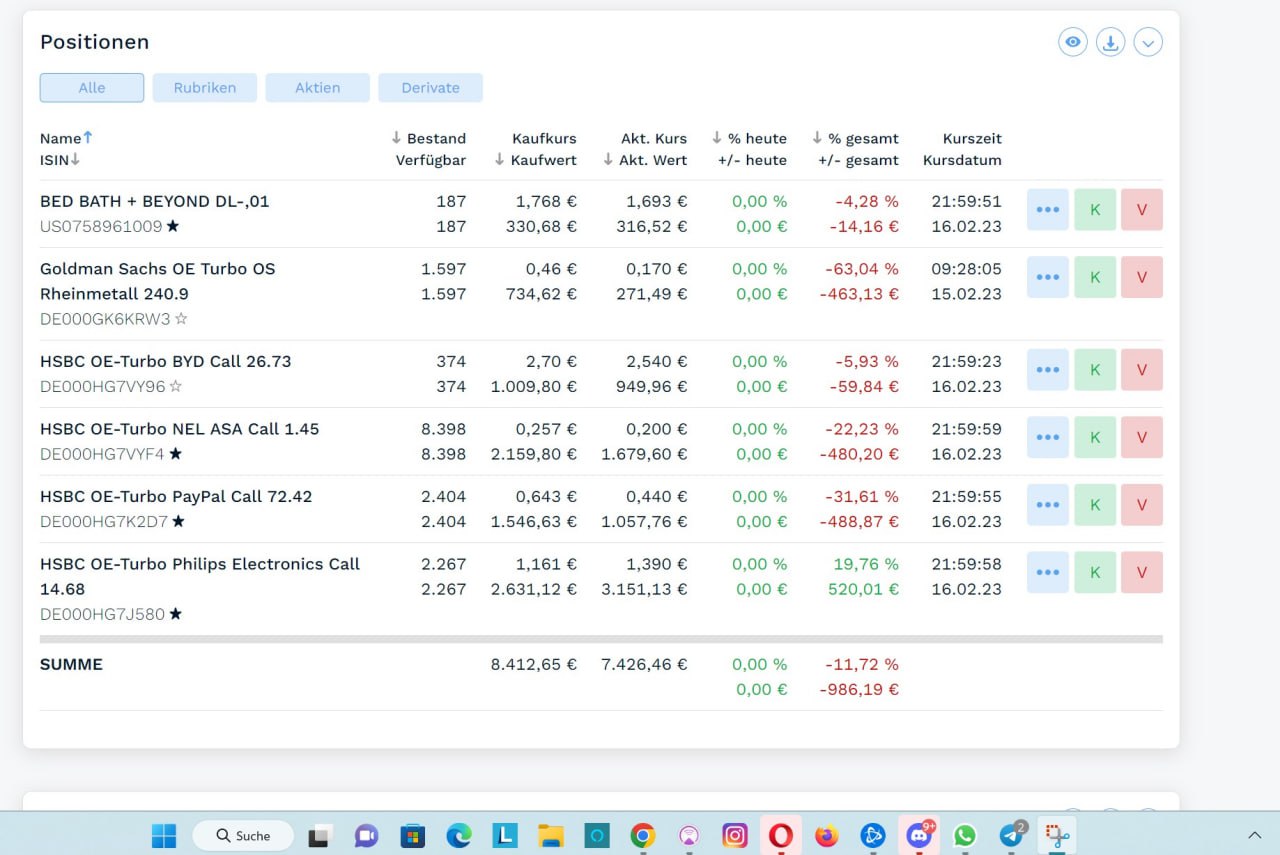 Positionen
Alle Rubriken Aktien Derivate
Name↑ ↓ Bestand Kaufkurs Akt. Kurs ↓ % heute ↓ % gesamt Kurszeit
ISIN↓ Verfügbar ↓ Kaufwert ↓ Akt. Wert +/- heute +/- gesamt Kursdatum
BED BATH + BEYOND DL-,01 187 1,768 € 1,693 € 0,00 % -4,28 % 21:59:51 ••• K V
US0758961009 ★ 187 330,68 € 316,52 € 0,00 € -14,16 € 16.02.23
Goldman Sachs OE Turbo OS 1.597 0,46 € 0,170 € 0,00 % -63,04 % 09:28:05 ••• K V
Rheinmetall 240.9 1.597 734,62 € 271,49 € 0,00 € -463,13 € 15.02.23
DE000GK6KRW3 ☆
HSBC OE-Turbo BYD Call 26.73 374 2,70 € 2,540 € 0,00 % -5,93 % 21:59:23 ••• K V
DE000HG7VY96 ☆ 374 1.009,80 € 949,96 € 0,00 € -59,84 € 16.02.23
HSBC OE-Turbo NEL ASA Call 1.45 8.398 0,257 € 0,200 € 0,00 % -22,23 % 21:59:59 ••• K V
DE000HG7VYF4 ★ 8.398 2.159,80 € 1.679,60 € 0,00 € -480,20 € 16.02.23
HSBC OE-Turbo PayPal Call 72.42 2.404 0,643 € 0,440 € 0,00 % -31,61 % 21:59:55 ••• K V
DE000HG7K2D7 ★ 2.404 1.546,63 € 1.057,76 € 0,00 € -488,87 € 16.02.23
HSBC OE-Turbo Philips Electronics Call 2.267 1,161 € 1,390 € 0,00 % 19,76 % 21:59:58 ••• K V
14.68 2.267 2.631,12 € 3.151,13 € 0,00 € 520,01 € 16.02.23
DE000HG7J580 ★
SUMME 8.412,65 € 7.426,46 € 0,00 % -11,72 %
0,00 € -986,19 €
Suche L 9+ 2